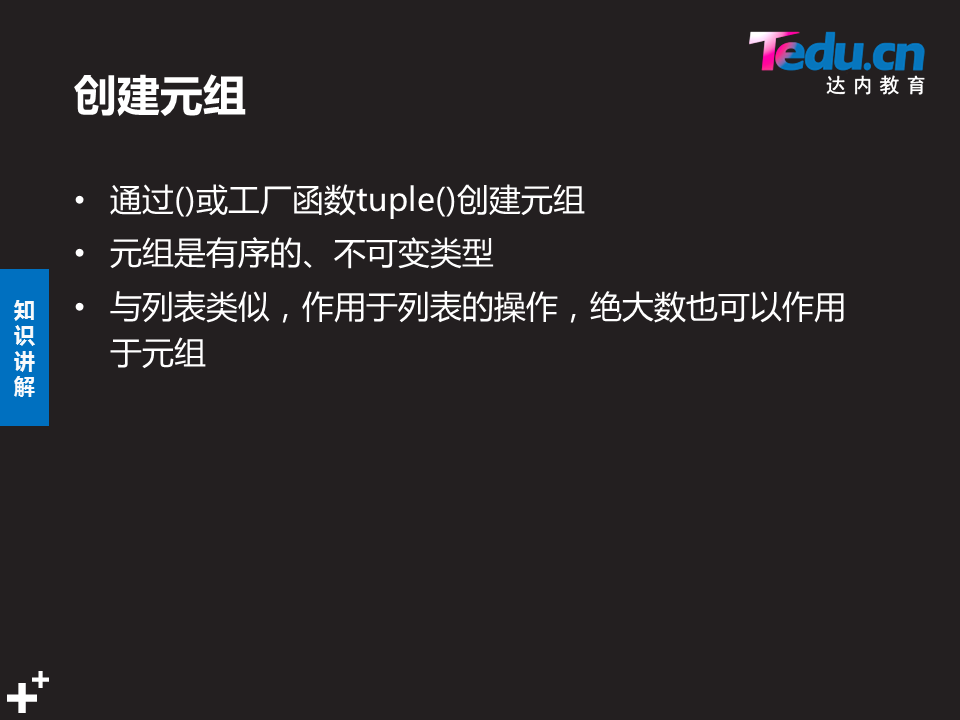 Tedu.cn
达内教育
创建元组
• 通过()或工厂函数tuple()创建元组
• 元组是有序的、不可变类型
• 与列表类似，作用于列表的操作，绝大数也可以作用
于元组
知
识
讲
解